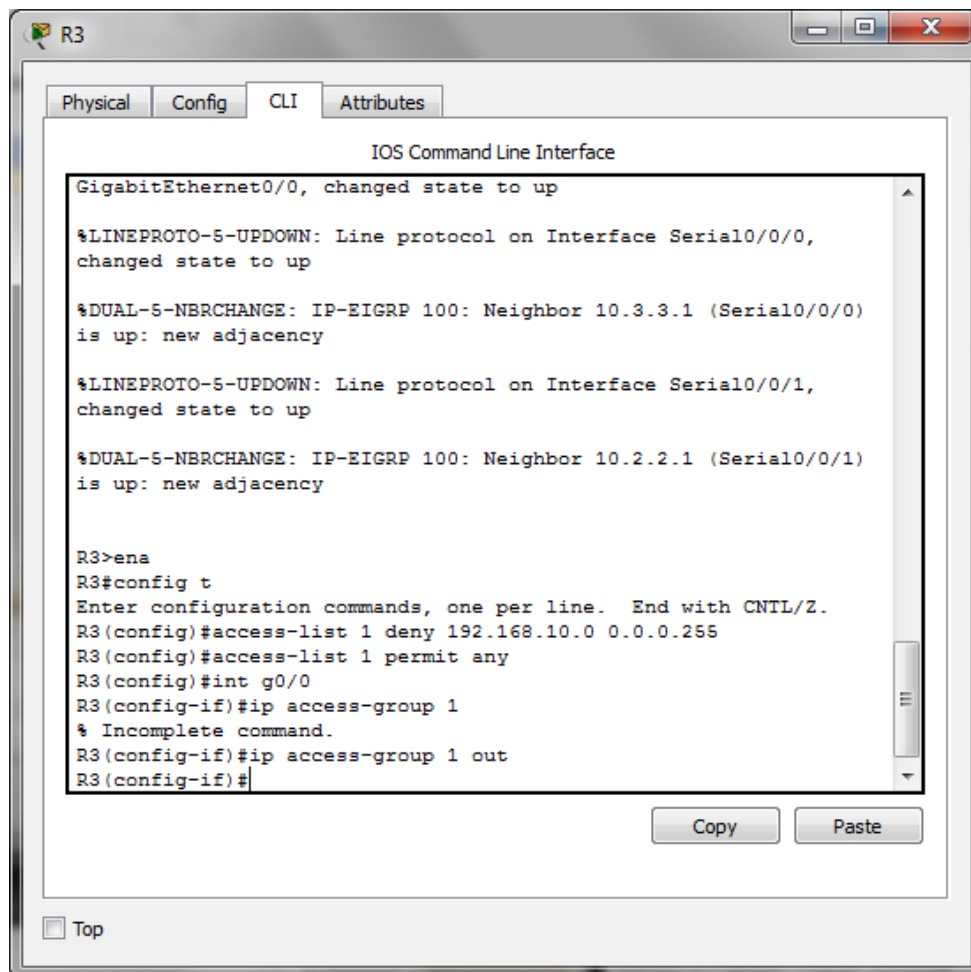 R3
Physical
Config
CLI
Attributes
IOS Command Line Interface
GigabitEthernet0/0, changed state to up
%LINEPROTO-5-UPDOWN: Line protocol on Interface Serial0/0/0,
changed state to up
%DUAL-5-NBRCHANGE: IP-EIGRP 100: Neighbor 10.3.3.1 (Serial0/0/0)
is up: new adjacency
%LINEPROTO-5-UPDOWN: Line protocol on Interface Serial0/0/1,
changed state to up
%DUAL-5-NBRCHANGE: IP-EIGRP 100: Neighbor 10.2.2.1 (Serial0/0/1)
is up: new adjacency
R3>ena
R3#config t
Enter configuration commands, one per line.  End with CNTL/Z.
R3(config)#access-list 1 deny 192.168.10.0 0.0.0.255
R3(config)#access-list 1 permit any
R3(config)#int g0/0
R3(config-if)#ip access-group 1
% Incomplete command.
R3(config-if)#ip access-group 1 out
R3(config-if)#
Copy
Paste
Top